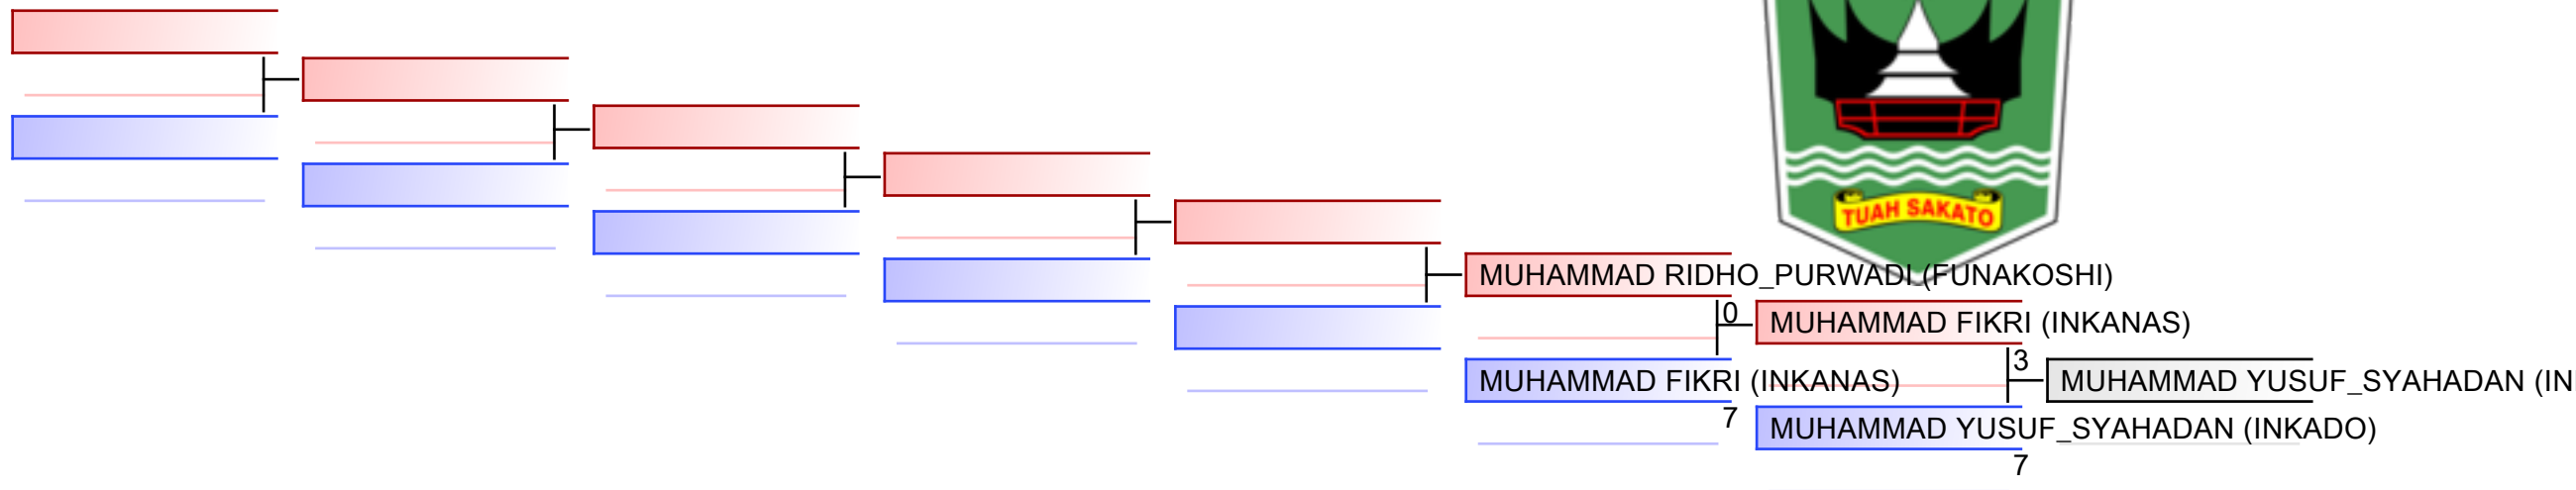 TUAH SAKATO
MUHAMMAD RIDHO_PURWADI (FUNAKOSHI)
0
MUHAMMAD FIKRI (INKANAS)
3
MUHAMMAD FIKRI (INKANAS)
MUHAMMAD YUSUF_SYAHADAN (IN
7
MUHAMMAD YUSUF_SYAHADAN (INKADO)
7